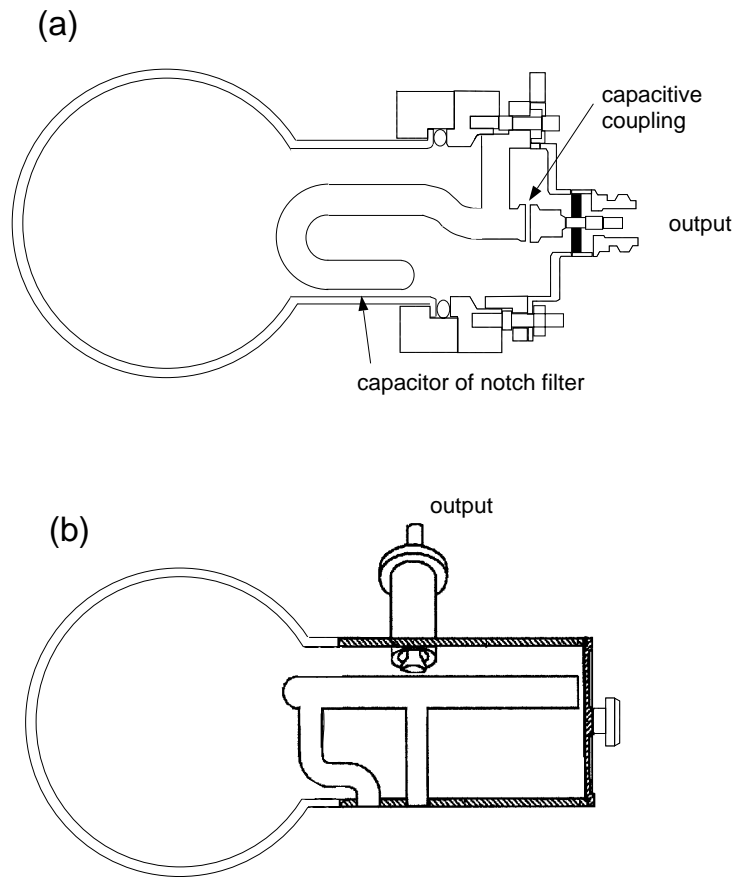 (a)
capacitive
coupling
output
capacitor of notch filter
output
(b)